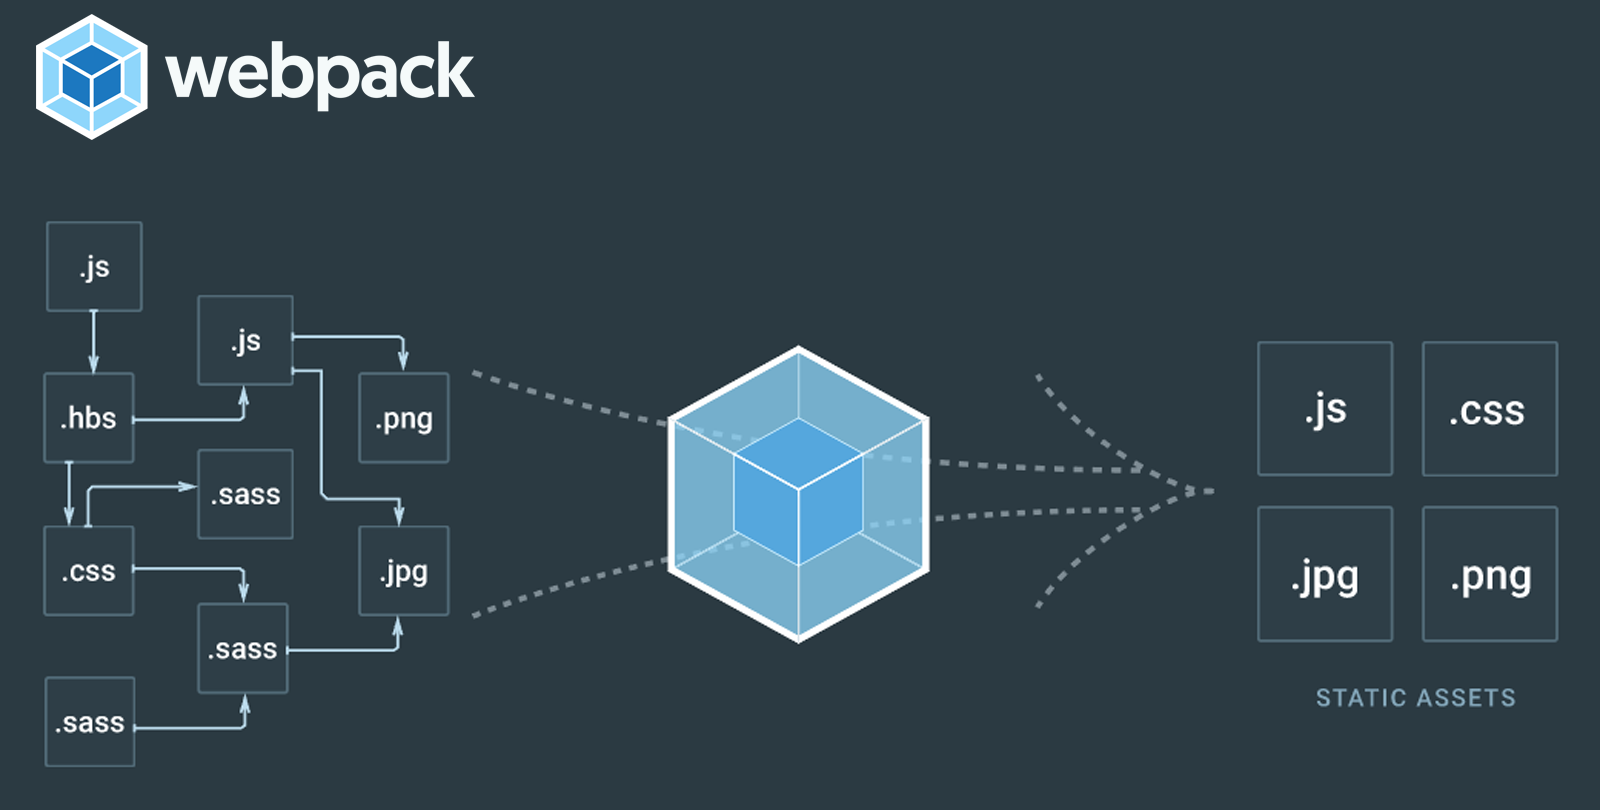 webpack
.js
.js
.hbs
.png
.sass
.css
.jpg
.sass
.sass
.js
.css
.jpg
.png
STATIC ASSETS